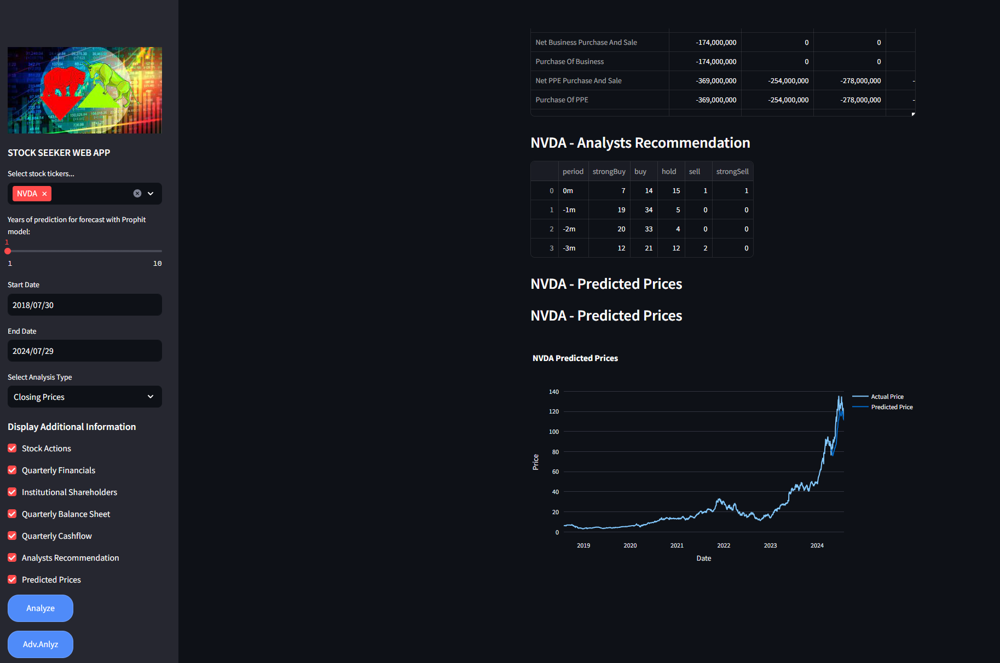 STOCK SEEKER WEB APP
Select stock tickers...
NVDA
Years of prediction for forecast with Prophit
model:
1
1 10
Start Date
2018/07/30
End Date
2024/07/29
Select Analysis Type
Closing Prices
Display Additional Information
Stock Actions
Quarterly Financials
Institutional Shareholders
Quarterly Balance Sheet
Quarterly Cashflow
Analysts Recommendation
Predicted Prices
Analyze
Adv.Anlyz
Net Business Purchase And Sale -174,000,000 0 0
Purchase Of Business -174,000,000 0 0
Net PPE Purchase And Sale -369,000,000 -254,000,000 -278,000,000 -
Purchase Of PPE -369,000,000 -254,000,000 -278,000,000 -
NVDA - Analysts Recommendation
period strongBuy buy hold sell strongSell
0 0m 7 14 15 1 1
1 -1m 19 34 5 0 0
2 -2m 20 33 4 0 0
3 -3m 12 21 12 2 0
NVDA - Predicted Prices
NVDA - Predicted Prices
NVDA Predicted Prices
140
120
100
80
60
40
20
0
Price
2019 2020 2021 2022 2023 2024
Date
Actual Price
Predicted Price